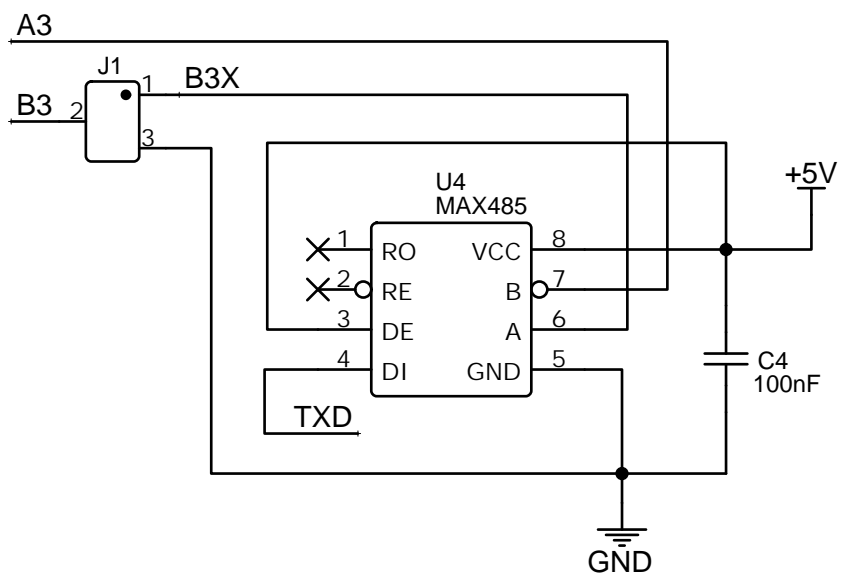 A3
J1
1
B3X
B3
2
3
+5V
U4
MAX485
1
RO
VCC
8
2
RE
B
7
3
DE
A
6
4
DI
GND
5
C4
100nF
TXD
GND